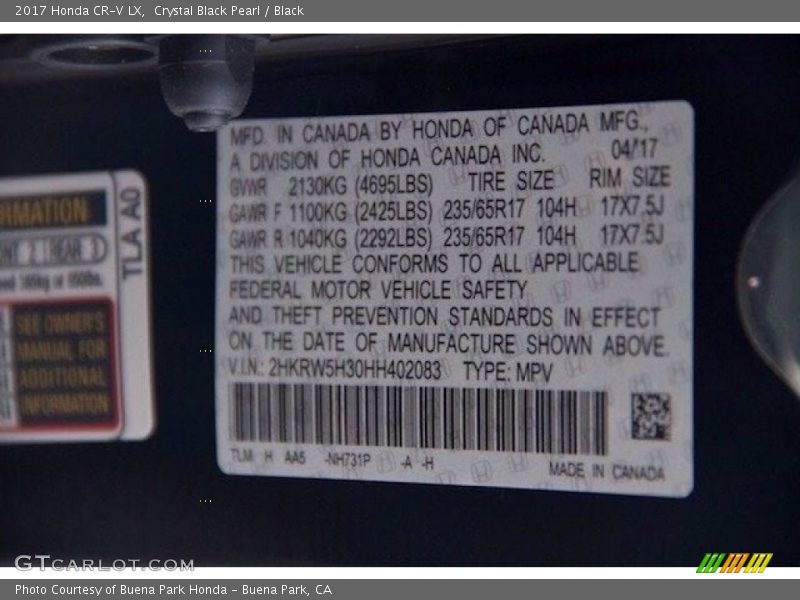 2017 Honda CR-V LX, Crystal Black Pearl / Black
MFD. IN CANADA BY HONDA OF CANADA MFG.,
A DIVISION OF HONDA CANADA INC. 04/17
GVWR 2130KG (4695LBS) TIRE SIZE RIM SIZE
GAWR F 1100KG (2425LBS) 235/65R17 104H 17X7.5J
GAWR R 1040KG (2292LBS) 235/65R17 104H 17X7.5J
THIS VEHICLE CONFORMS TO ALL APPLICABLE
FEDERAL MOTOR VEHICLE SAFETY
AND THEFT PREVENTION STANDARDS IN EFFECT
ON THE DATE OF MANUFACTURE SHOWN ABOVE.
V.I.N.: 2HKRW5H30HH402083 TYPE: MPV
TLM H AA5 -NH731P -A -H
MADE IN CANADA
TLA A0
RMATION
2 REAR 3
SEE OWNER'S
MANUAL FOR
ADDITIONAL
INFORMATION
GTCARLOT.COM
Photo Courtesy of Buena Park Honda - Buena Park, CA